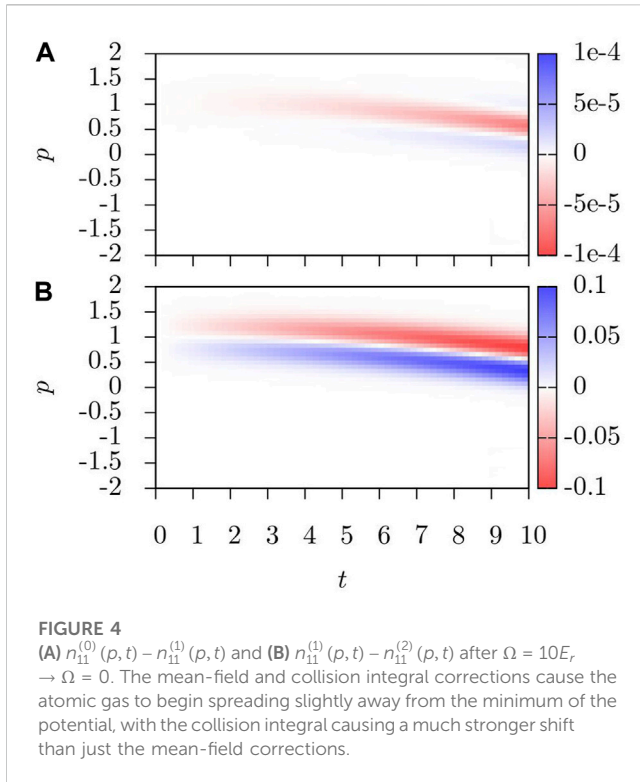 A
2
1.5
1
0.5
0
-0.5
-1
-1.5
-2
p
1e-4
5e-5
0
-5e-5
-1e-4
B
2
1.5
1
0.5
0
-0.5
-1
-1.5
-2
p
0.1
0.05
0
-0.05
-0.1
0 1 2 3 4 5 6 7 8 9 10
t
FIGURE 4
(A) n₁₁⁽⁰⁾ (p, t) – n₁₁⁽¹⁾ (p, t) and (B) n₁₁⁽¹⁾ (p, t) – n₁₁⁽²⁾ (p, t) after Ω = 10Eᵣ
→ Ω = 0. The mean-field and collision integral corrections cause the
atomic gas to begin spreading slightly away from the minimum of the
potential, with the collision integral causing a much stronger shift
than just the mean-field corrections.